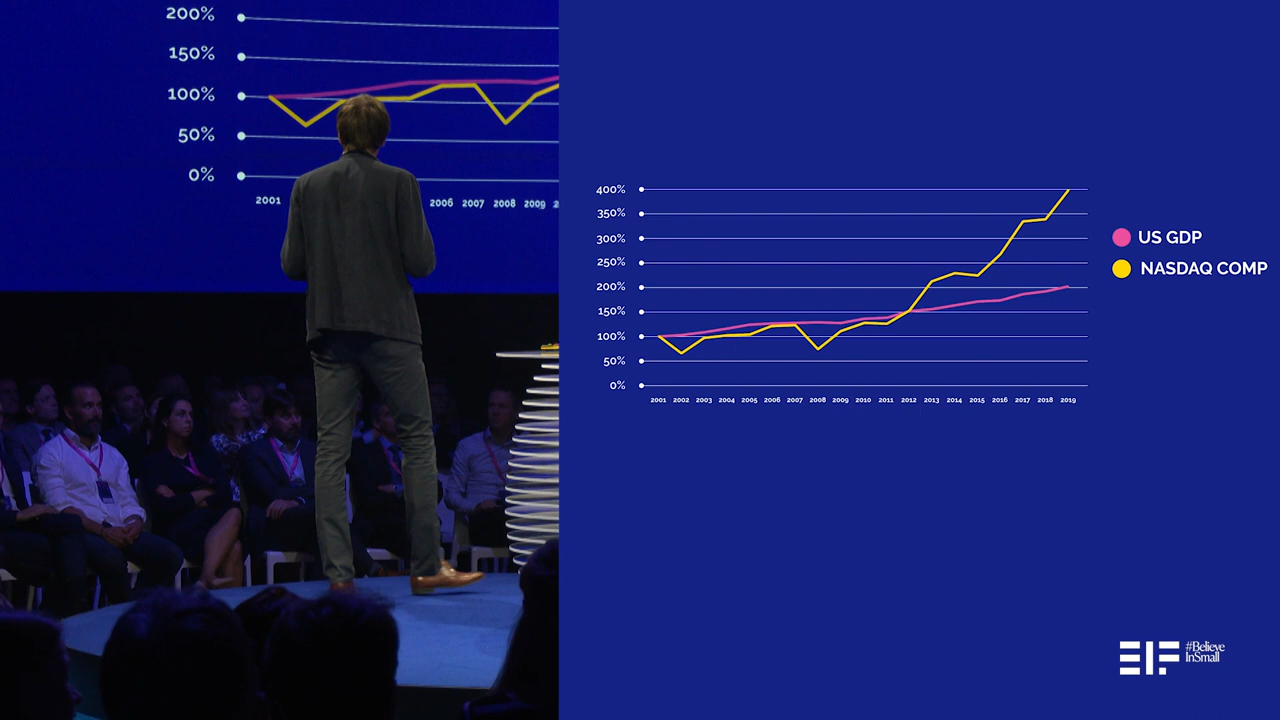 200%
150%
100%
50%
0%
2001
2006 2007 2008 2009 2
400%
350%
300%
250%
200%
150%
100%
50%
0%
2001 2002 2003 2004 2005 2006 2007 2008 2009 2010 2011 2012 2013 2014 2015 2016 2017 2018 2019
US GDP
NASDAQ COMP
EIF
#Believe
InSmall